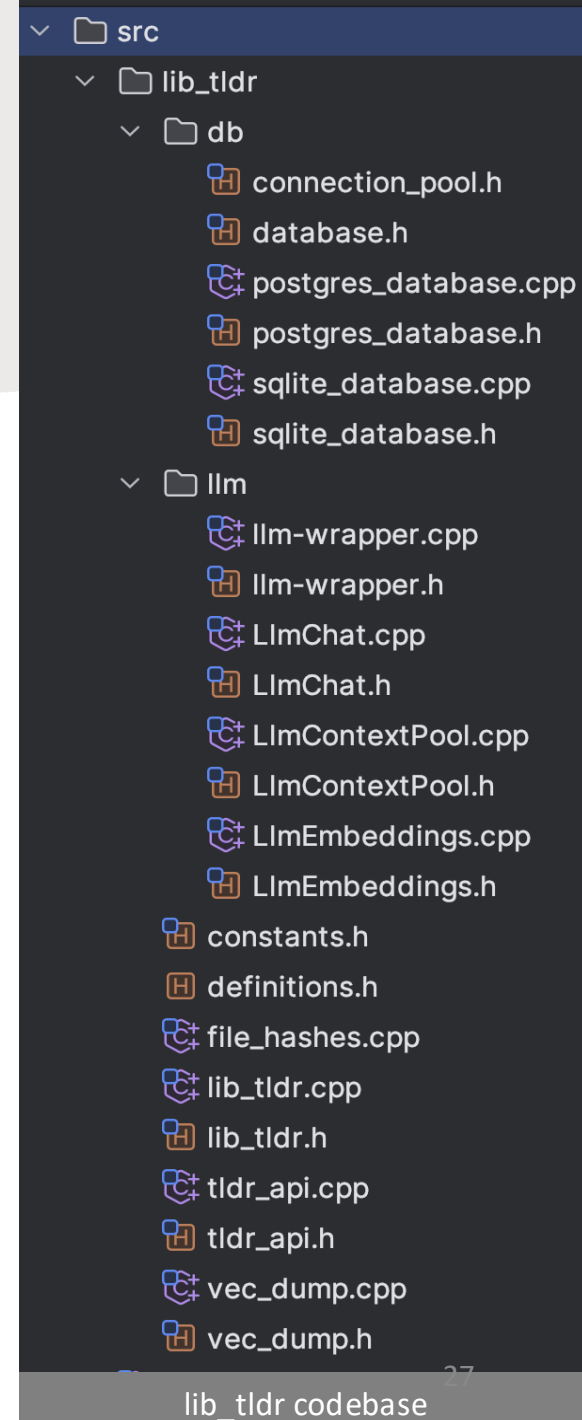 src
lib_tldr
db
connection_pool.h
database.h
postgres_database.cpp
postgres_database.h
sqlite_database.cpp
sqlite_database.h
llm
llm-wrapper.cpp
llm-wrapper.h
LlmChat.cpp
LlmChat.h
LlmContextPool.cpp
LlmContextPool.h
LlmEmbeddings.cpp
LlmEmbeddings.h
constants.h
definitions.h
file_hashes.cpp
lib_tldr.cpp
lib_tldr.h
tldr_api.cpp
tldr_api.h
vec_dump.cpp
vec_dump.h
27
lib_tldr codebase